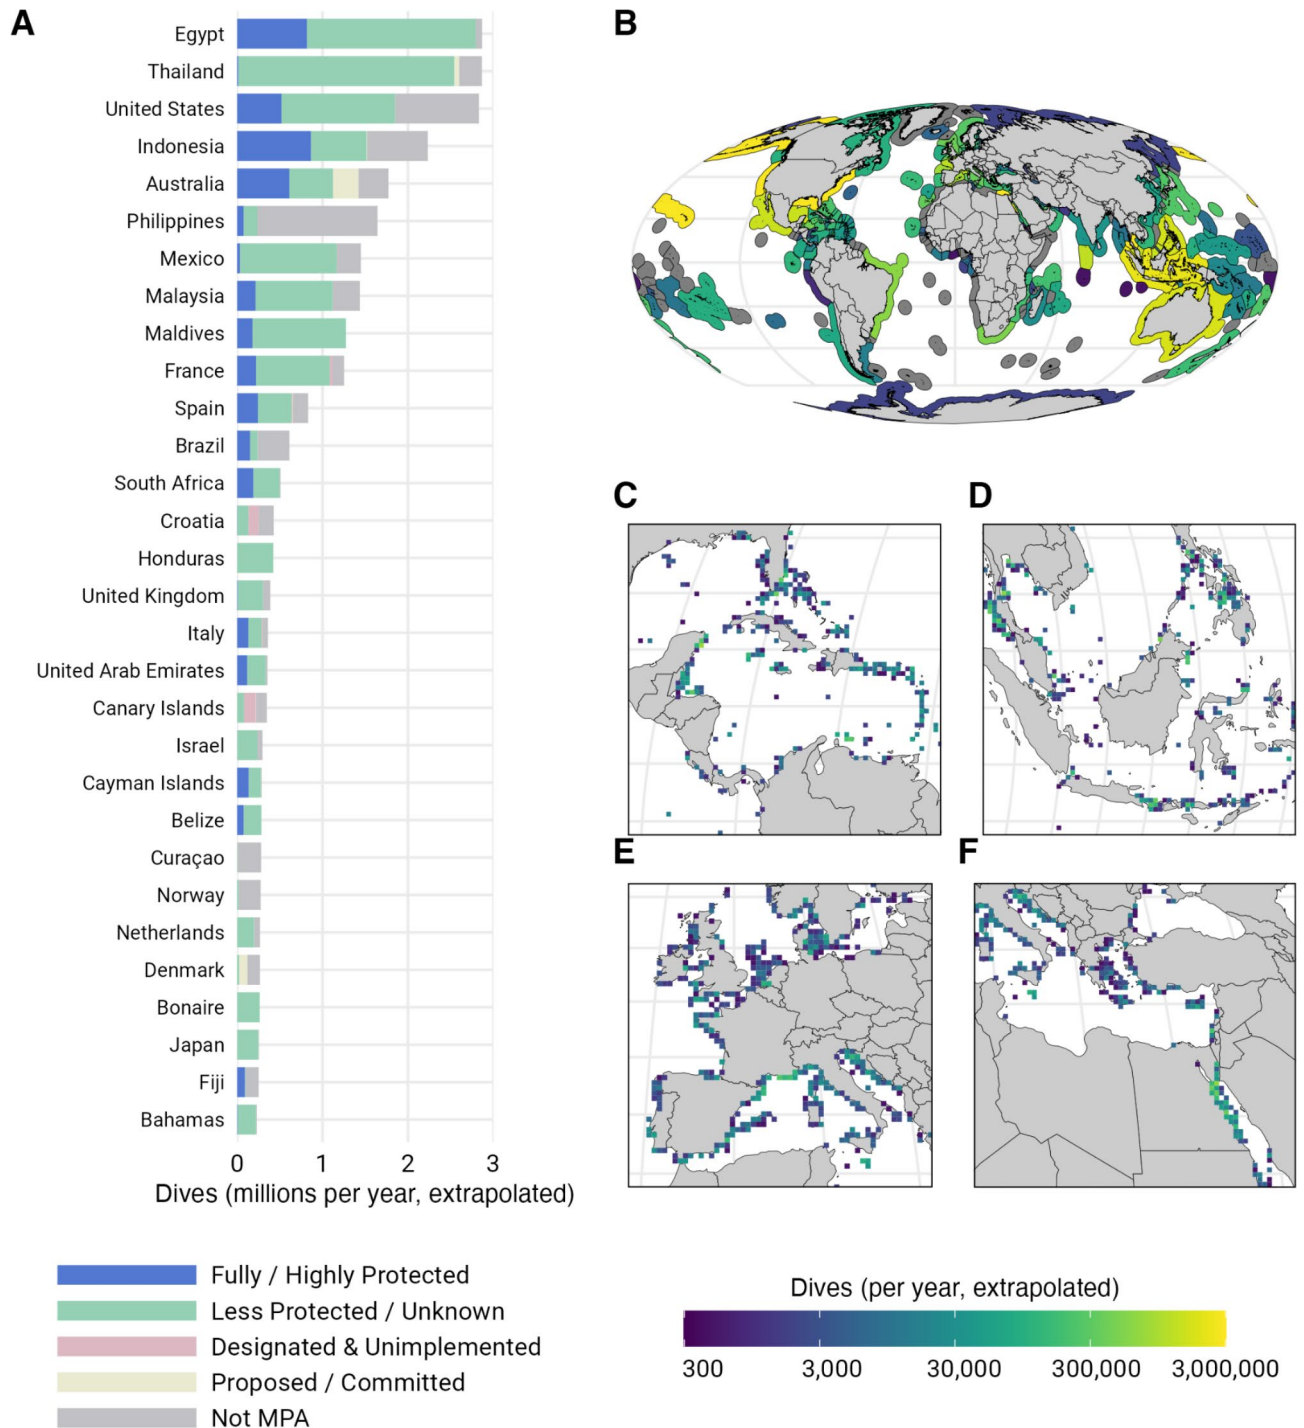 A
Egypt
Thailand
United States
Indonesia
Australia
Philippines
Mexico
Malaysia
Maldives
France
Spain
Brazil
South Africa
Croatia
Honduras
United Kingdom
Italy
United Arab Emirates
Canary Islands
Israel
Cayman Islands
Belize
Curaçao
Norway
Netherlands
Denmark
Bonaire
Japan
Fiji
Bahamas
0 1 2 3
Dives (millions per year, extrapolated)
Fully / Highly Protected
Less Protected / Unknown
Designated & Unimplemented
Proposed / Committed
Not MPA
B
C
D
E
F
Dives (per year, extrapolated)
300 3,000 30,000 300,000 3,000,000